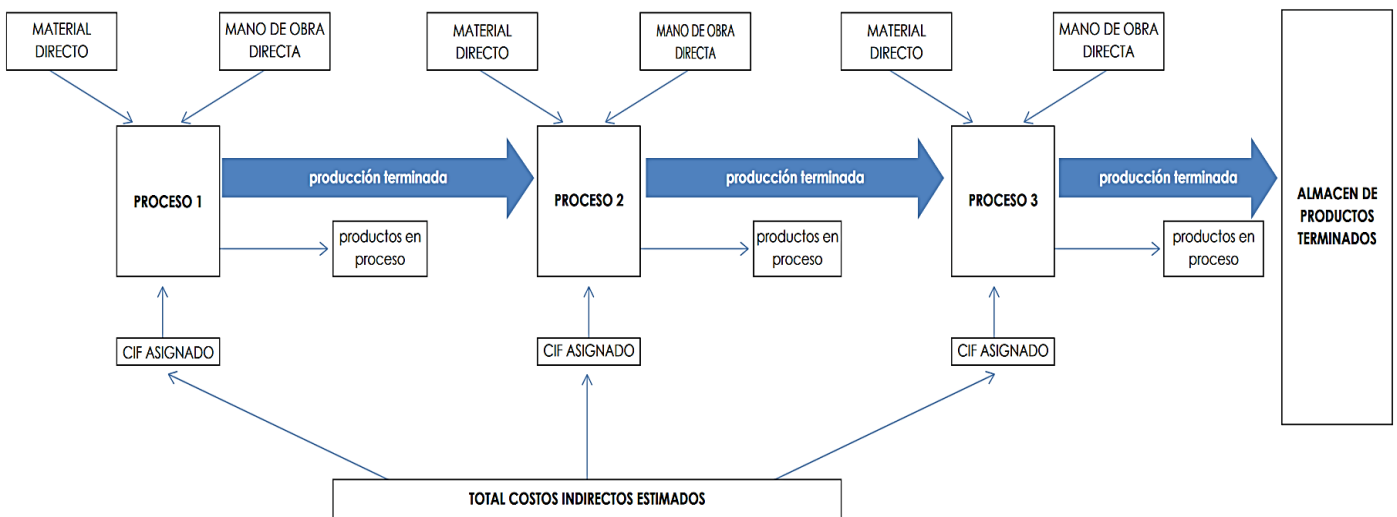 MATERIAL
DIRECTO
MANO DE OBRA
DIRECTA
MATERIAL
DIRECTO
MANO DE OBRA
DIRECTA
MATERIAL
DIRECTO
MANO DE OBRA
DIRECTA
PROCESO 1
producción terminada
productos en
proceso
PROCESO 2
producción terminada
productos en
proceso
PROCESO 3
producción terminada
productos en
proceso
ALMACEN DE
PRODUCTOS
TERMINADOS
CIF ASIGNADO
CIF ASIGNADO
CIF ASIGNADO
TOTAL COSTOS INDIRECTOS ESTIMADOS